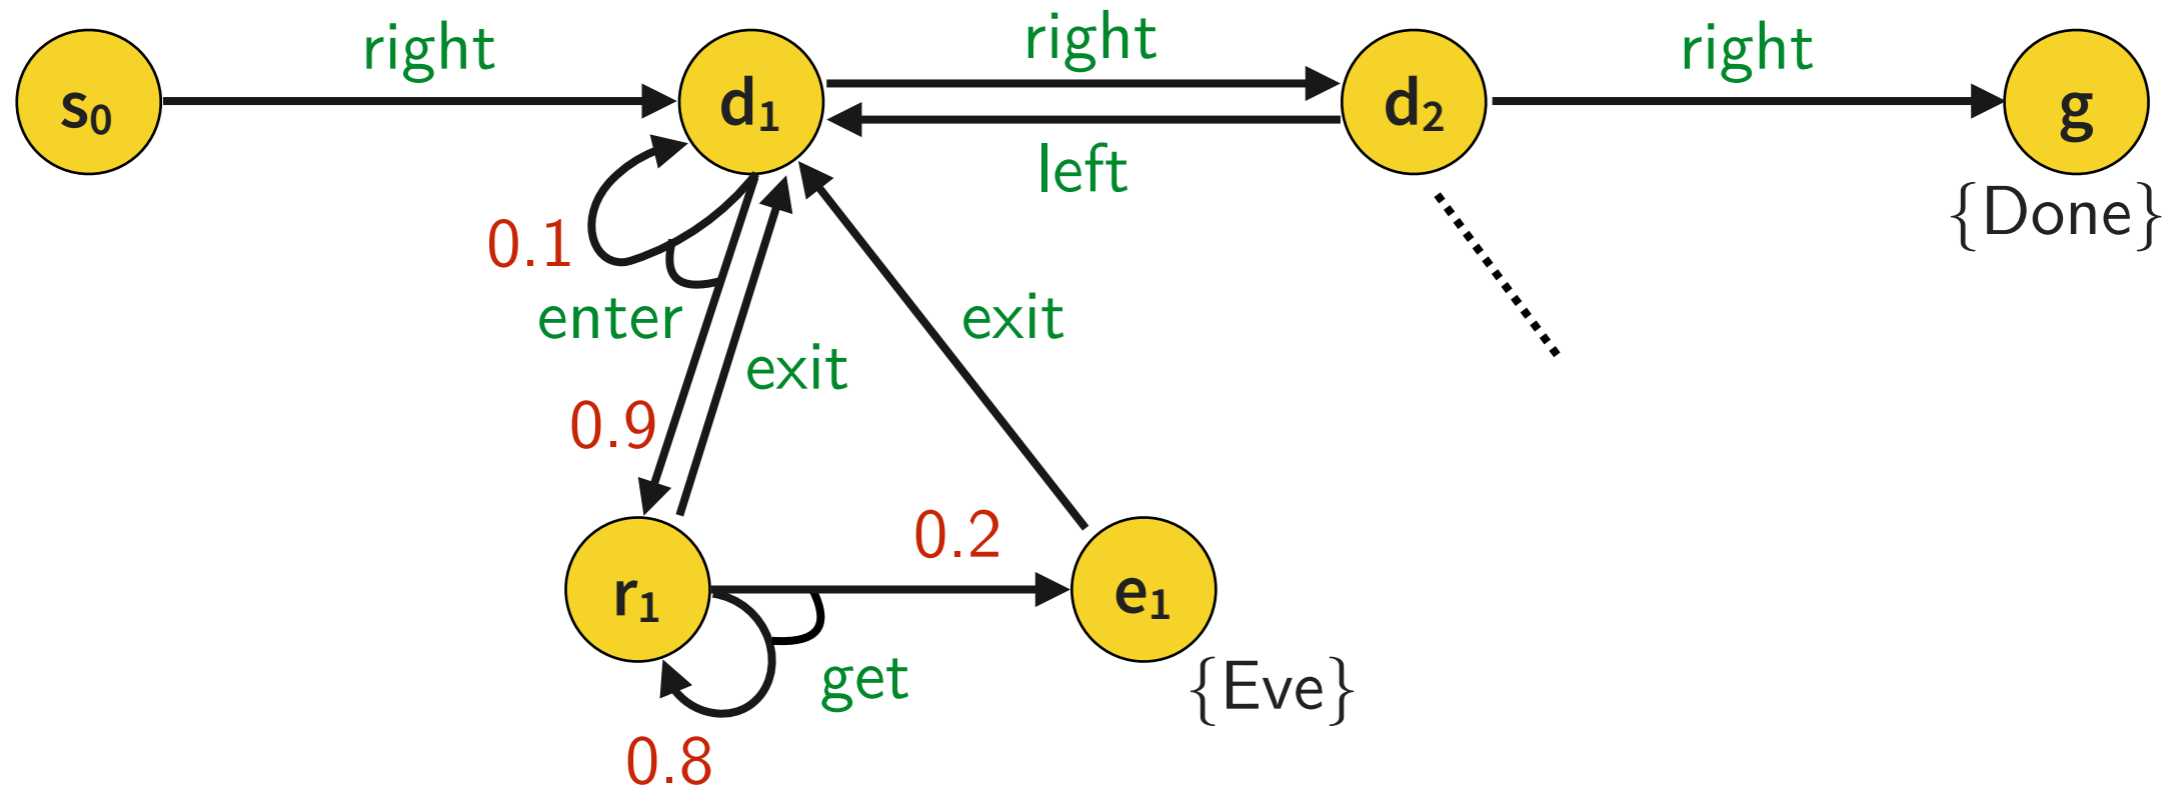 right
right
right
s₀
d₁
d₂
g
left
{Done}
0.1
enter
exit
exit
0.9
0.2
r₁
e₁
get
{Eve}
0.8